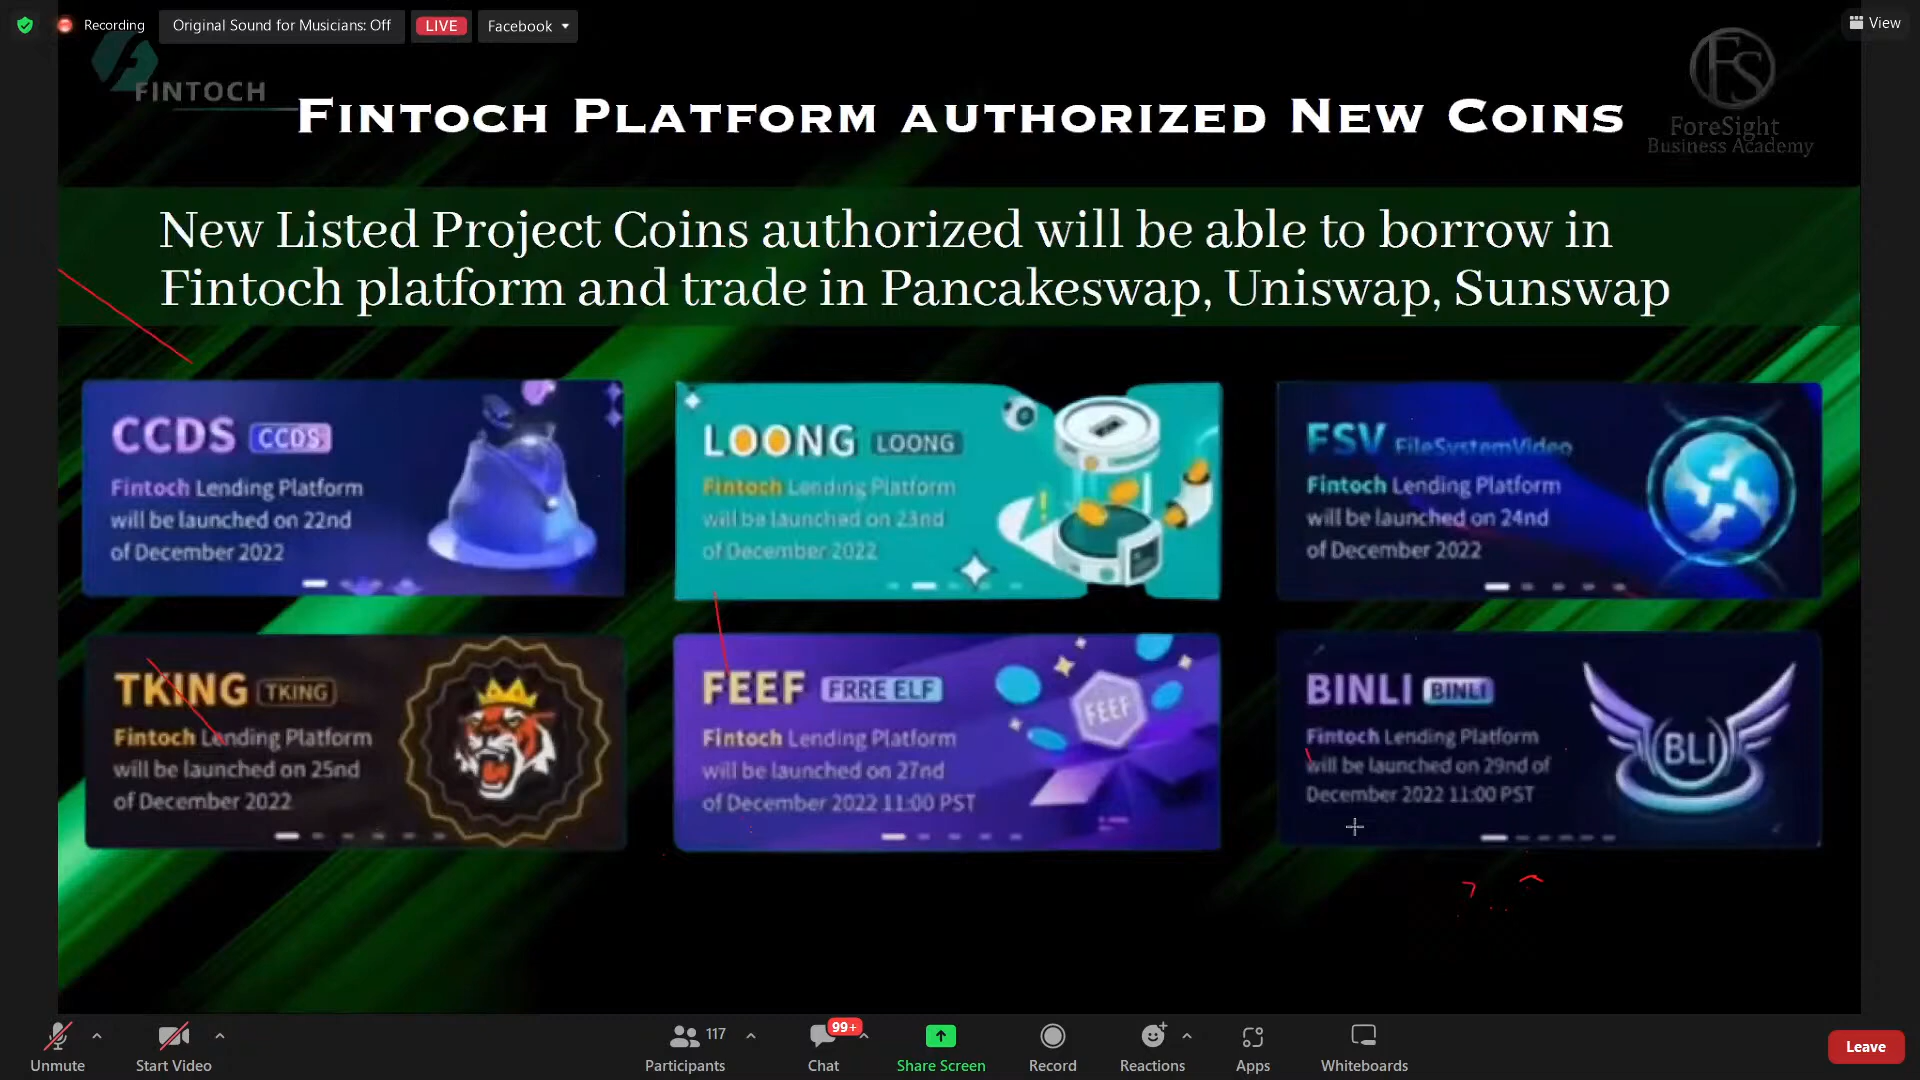 Recording
Original Sound for Musicians: Off
LIVE
Facebook
View
FINTOCH
FINTOCH PLATFORM AUTHORIZED NEW COINS
FS
ForeSight
Business Academy
New Listed Project Coins authorized will be able to borrow in
Fintoch platform and trade in Pancakeswap, Uniswap, Sunswap
CCDS CCDS
Fintoch Lending Platform
will be launched on 22nd
of December 2022
LOONG LOONG
Fintoch Lending Platform
will be launched on 23nd
of December 2022
FSV FileSystemVideo
Fintoch Lending Platform
will be launched on 24nd
of December 2022
TKING TKING
Fintoch Lending Platform
will be launched on 25nd
of December 2022
FEEF FRRE ELF
Fintoch Lending Platform
will be launched on 27nd
of December 2022 11:00 PST
FEEF
BINLI BINLI
Fintoch Lending Platform
will be launched on 29nd of
December 2022 11:00 PST
BLI
Unmute
Start Video
117
Participants
99+
Chat
Share Screen
Record
Reactions
Apps
Whiteboards
Leave